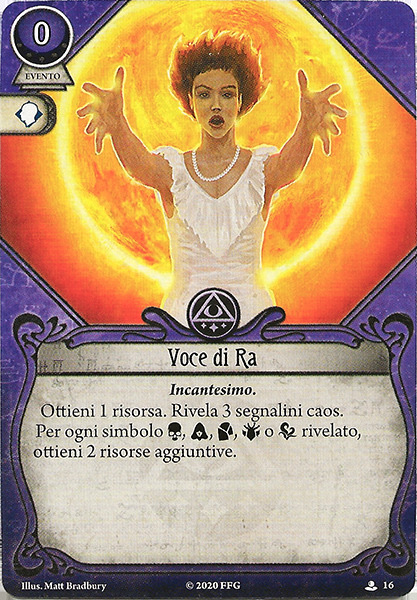 0
EVENTO
Voce di Ra
Incantesimo.
Ottieni 1 risorsa. Rivela 3 segnalini caos.
Per ogni simbolo , , , o rivelato,
ottieni 2 risorse aggiuntive.
Illus. Matt Bradbury © 2020 FFG 16